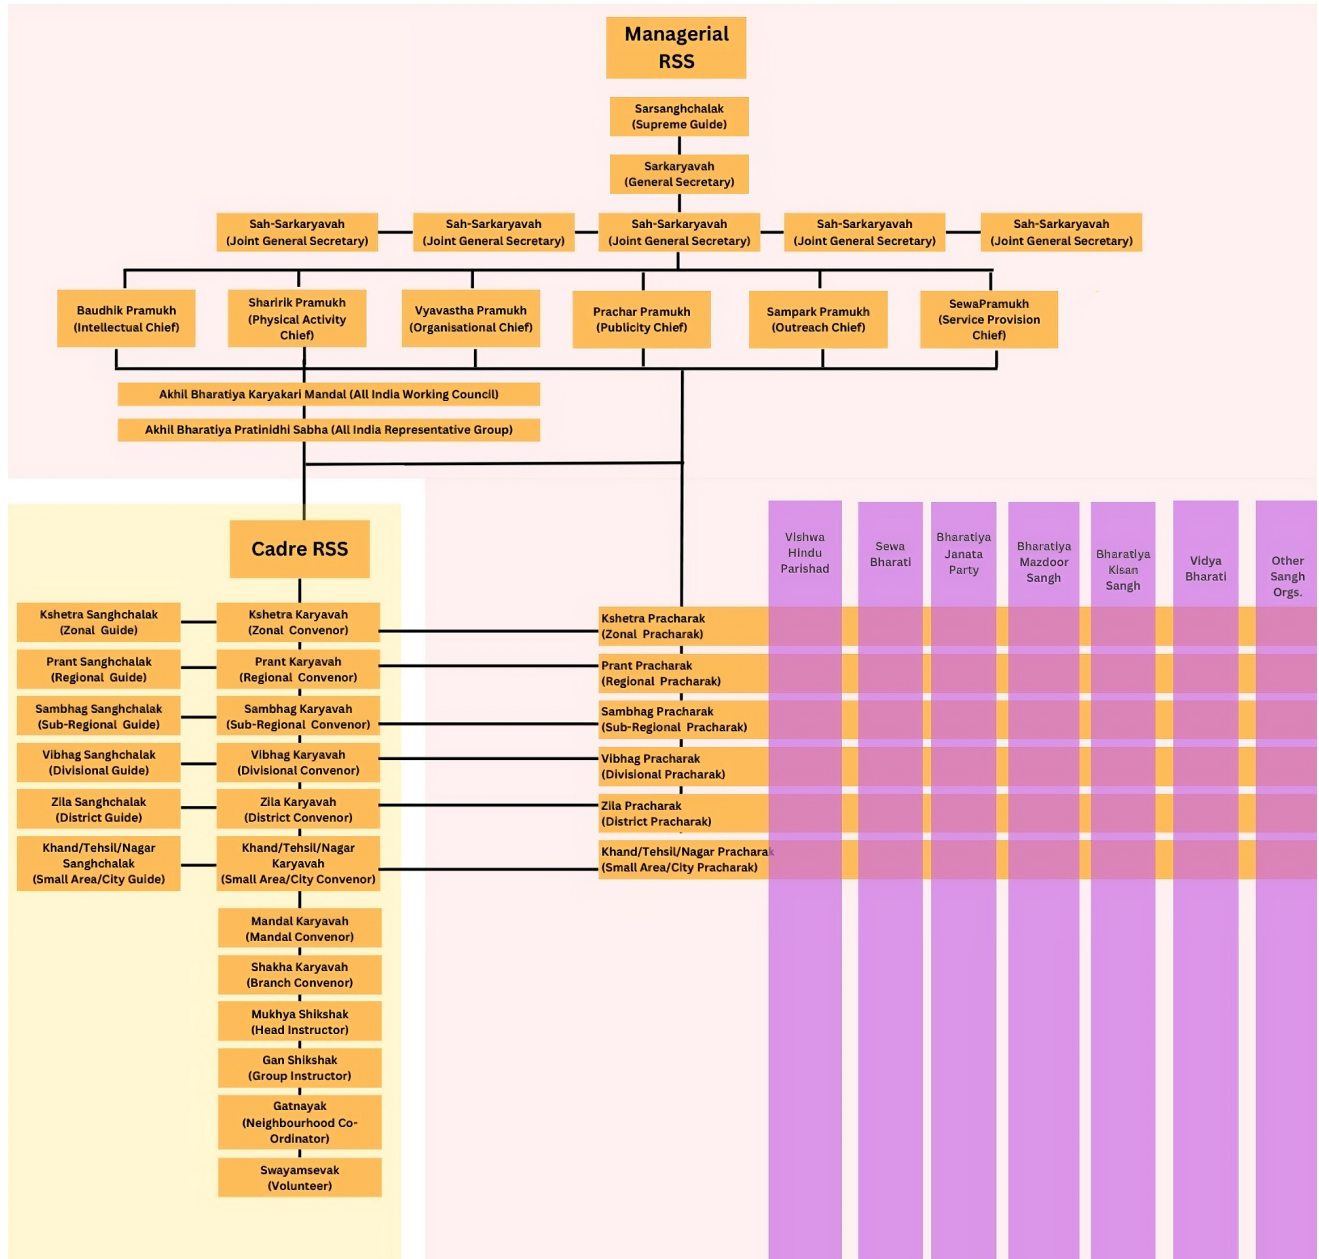 Managerial
RSS
Sarsanghchalak
(Supreme Guide)
Sarkaryavah
(General Secretary)
Sah-Sarkaryavah
(Joint General Secretary)
Sah-Sarkaryavah
(Joint General Secretary)
Sah-Sarkaryavah
(Joint General Secretary)
Sah-Sarkaryavah
(Joint General Secretary)
Sah-Sarkaryavah
(Joint General Secretary)
Baudhik Pramukh
(Intellectual Chief)
Sharirik Pramukh
(Physical Activity
Chief)
Vyavastha Pramukh
(Organisational Chief)
Prachar Pramukh
(Publicity Chief)
Sampark Pramukh
(Outreach Chief)
SewaPramukh
(Service Provision
Chief)
Akhil Bharatiya Karyakari Mandal (All India Working Council)
Akhil Bharatiya Pratinidhi Sabha (All India Representative Group)
Cadre RSS
Vishwa
Hindu
Parishad
Sewa
Bharati
Bharatiya
Janata
Party
Bharatiya
Mazdoor
Sangh
Bharatiya
Kisan
Sangh
Vidya
Bharati
Other
Sangh
Orgs.
Kshetra Sanghchalak
(Zonal Guide)
Kshetra Karyavah
(Zonal Convenor)
Kshetra Pracharak
(Zonal Pracharak)
Prant Sanghchalak
(Regional Guide)
Prant Karyavah
(Regional Convenor)
Prant Pracharak
(Regional Pracharak)
Sambhag Sanghchalak
(Sub-Regional Guide)
Sambhag Karyavah
(Sub-Regional Convenor)
Sambhag Pracharak
(Sub-Regional Pracharak)
Vibhag Sanghchalak
(Divisional Guide)
Vibhag Karyavah
(Divisional Convenor)
Vibhag Pracharak
(Divisional Pracharak)
Zila Sanghchalak
(District Guide)
Zila Karyavah
(District Convenor)
Zila Pracharak
(District Pracharak)
Khand/Tehsil/Nagar
Sanghchalak
(Small Area/City Guide)
Khand/Tehsil/Nagar
Karyavah
(Small Area/City Convenor)
Khand/Tehsil/Nagar Pracharak
(Small Area/City Pracharak)
Mandal Karyavah
(Mandal Convenor)
Shakha Karyavah
(Branch Convenor)
Mukhya Shikshak
(Head Instructor)
Gan Shikshak
(Group Instructor)
Gatnayak
(Neighbourhood Co-
Ordinator)
Swayamsevak
(Volunteer)